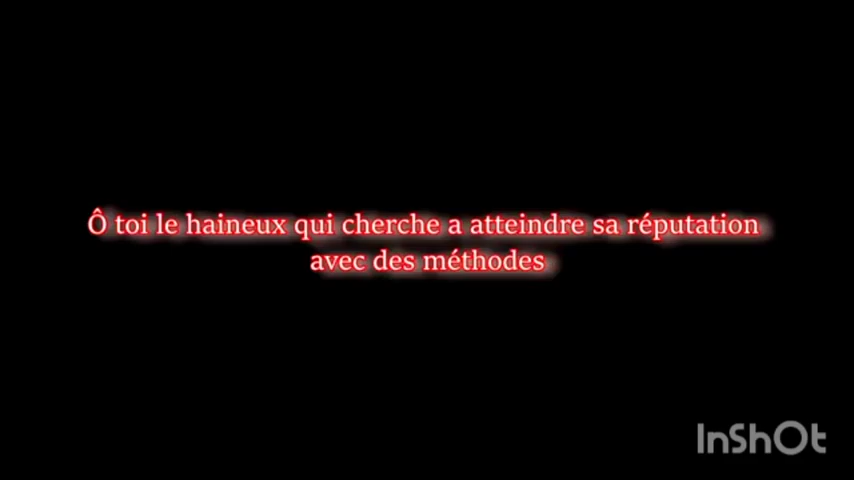 Ô toi le haineux qui cherche a atteindre sa réputation
avec des méthodes
InShOt